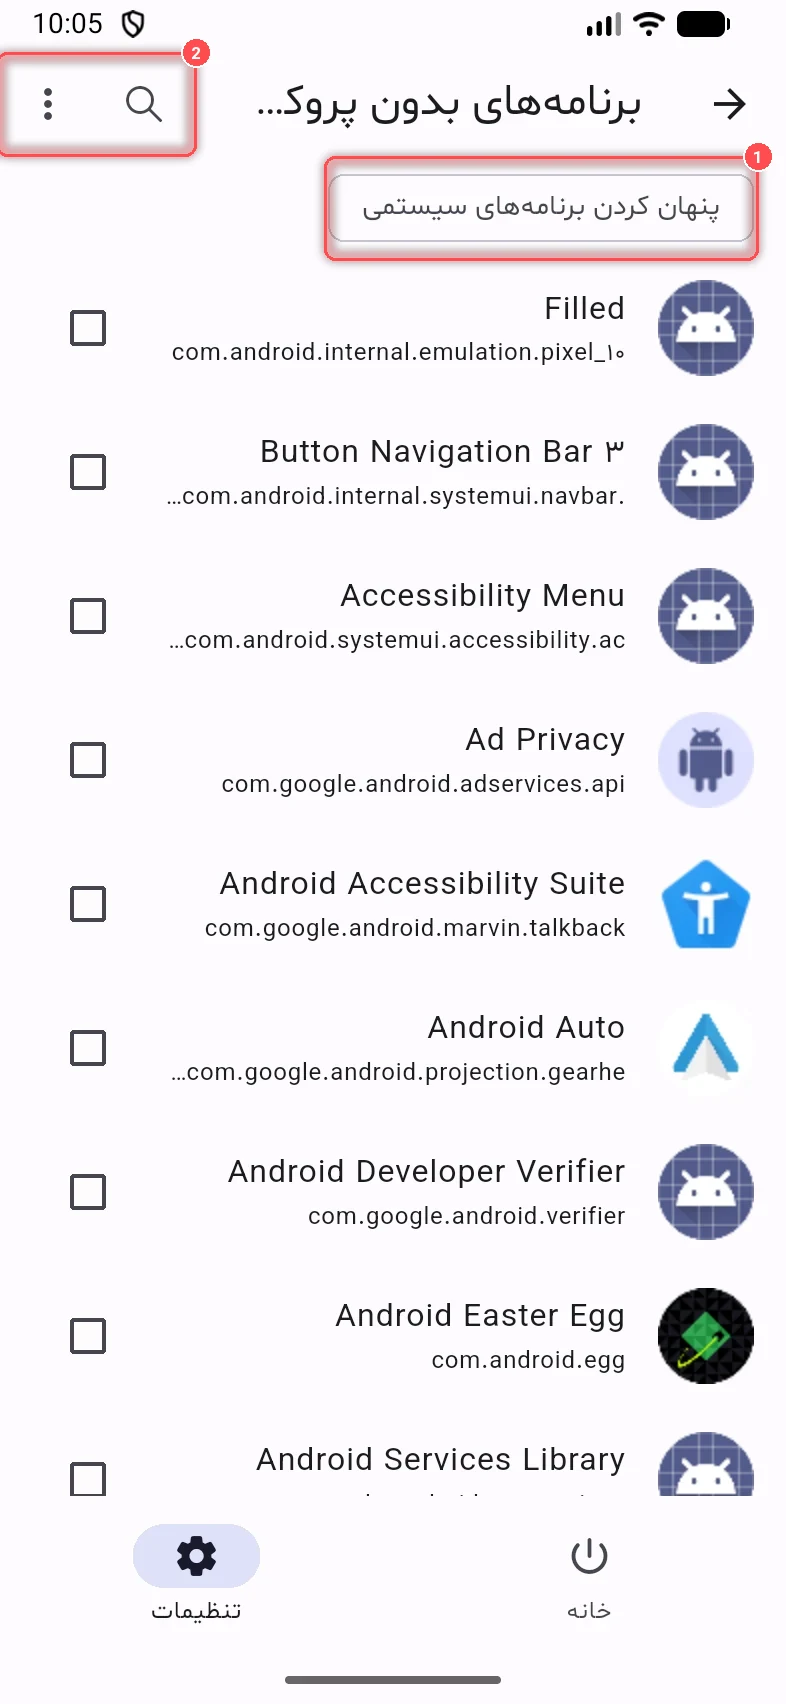 10:05
2
برنامه‌های بدون پروک...
1
پنهان کردن برنامه‌های سیستمی
Filled
com.android.internal.emulation.pixel_۱۰
Button Navigation Bar ۳
...com.android.internal.systemui.navbar.
Accessibility Menu
...com.android.systemui.accessibility.ac
Ad Privacy
com.google.android.adservices.api
Android Accessibility Suite
com.google.android.marvin.talkback
Android Auto
...com.google.android.projection.gearhe
Android Developer Verifier
com.google.android.verifier
Android Easter Egg
com.android.egg
Android Services Library
خانه
تنظیمات